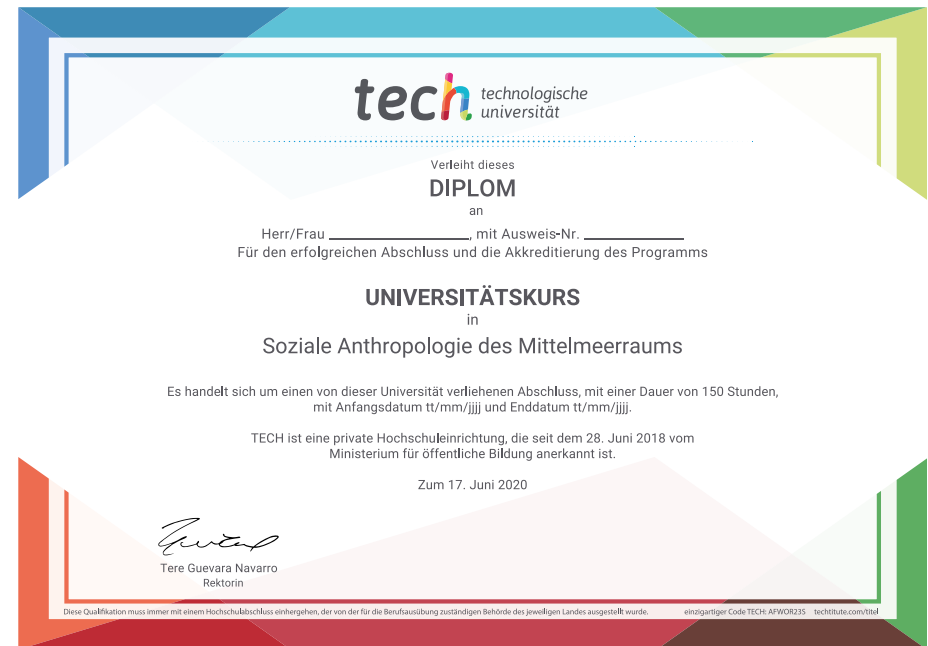 tech technologische
universität
Verleiht dieses
DIPLOM
an
Herr/Frau ____________, mit Ausweis-Nr. ____________
Für den erfolgreichen Abschluss und die Akkreditierung des Programms
UNIVERSITÄTSKURS
in
Soziale Anthropologie des Mittelmeerraums
Es handelt sich um einen von dieser Universität verliehenen Abschluss, mit einer Dauer von 150 Stunden,
mit Anfangsdatum tt/mm/jjjj und Enddatum tt/mm/jjjj.
TECH ist eine private Hochschuleinrichtung, die seit dem 28. Juni 2018 vom
Ministerium für öffentliche Bildung anerkannt ist.
Zum 17. Juni 2020
Tere Guevara Navarro
Rektorin
Diese Qualifikation muss immer mit einem Hochschulabschluss einhergehen, der von der für die Berufsausübung zuständigen Behörde des jeweiligen Landes ausgestellt wurde. einzigartiger Code TECH: AFWOR23S techtitute.com/titel